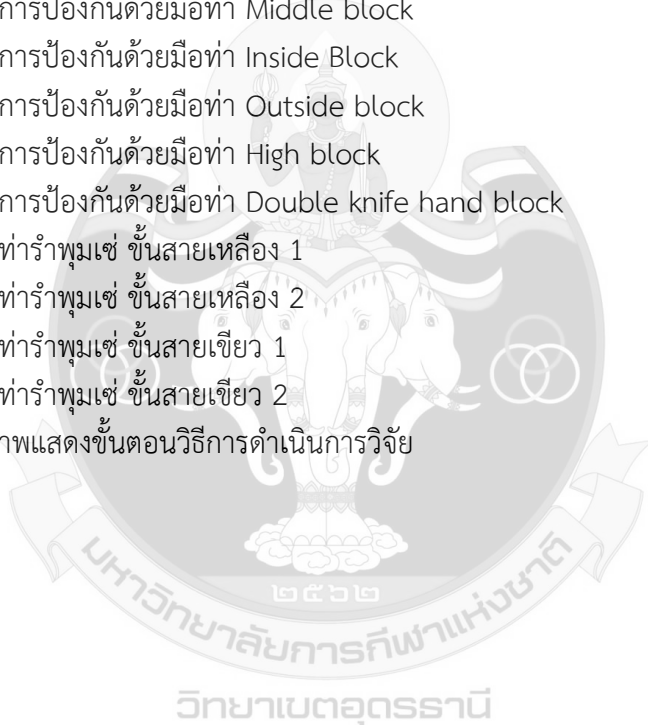 การป้องกันด้วยมือท่า Middle block
การป้องกันด้วยมือท่า Inside Block
การป้องกันด้วยมือท่า Outside block
การป้องกันด้วยมือท่า High block
การป้องกันด้วยมือท่า Double knife hand block
ท่ารำพุมเซ่ ขั้นสายเหลือง 1
ท่ารำพุมเซ่ ขั้นสายเหลือง 2
ท่ารำพุมเซ่ ขั้นสายเขียว 1
ท่ารำพุมเซ่ ขั้นสายเขียว 2
าพแสดงขั้นตอนวิธีการดำเนินการวิจัย
๒๕๖๒
มหาวิทยาลัยการกีฬาแห่งชาติ
วิทยาเขตอุดรธานี